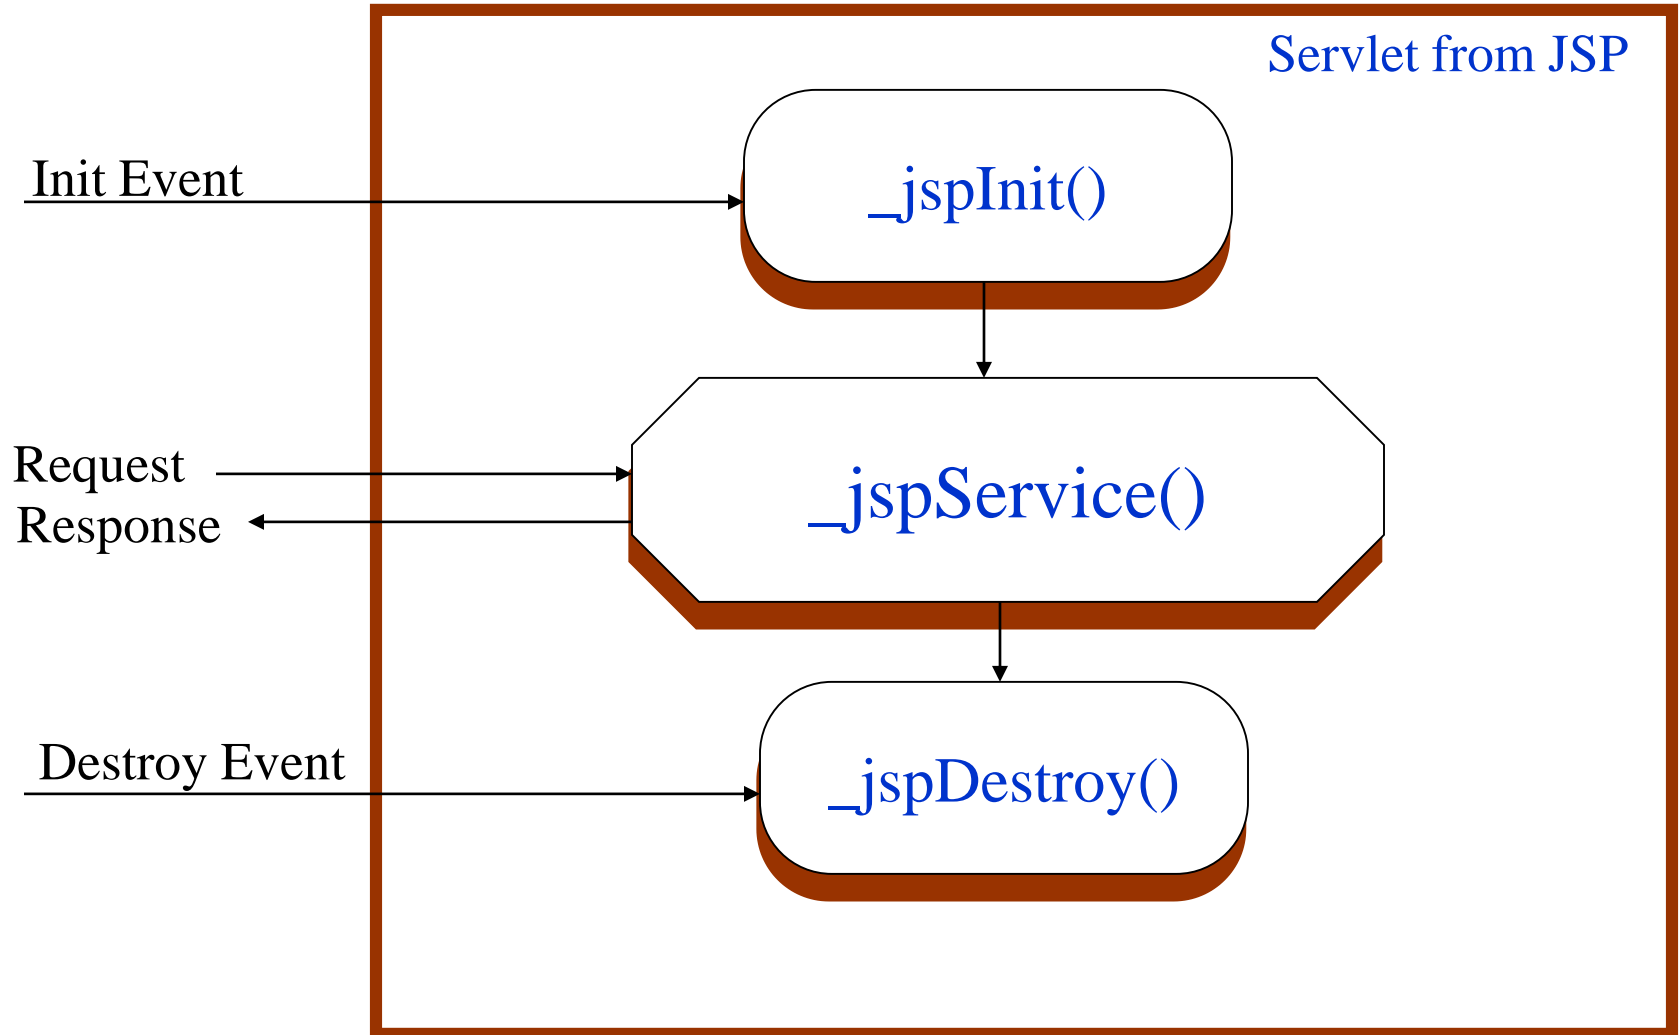 Servlet from JSP
Init Event
_jspInit()
Request
Response
_jspService()
Destroy Event
_jspDestroy()